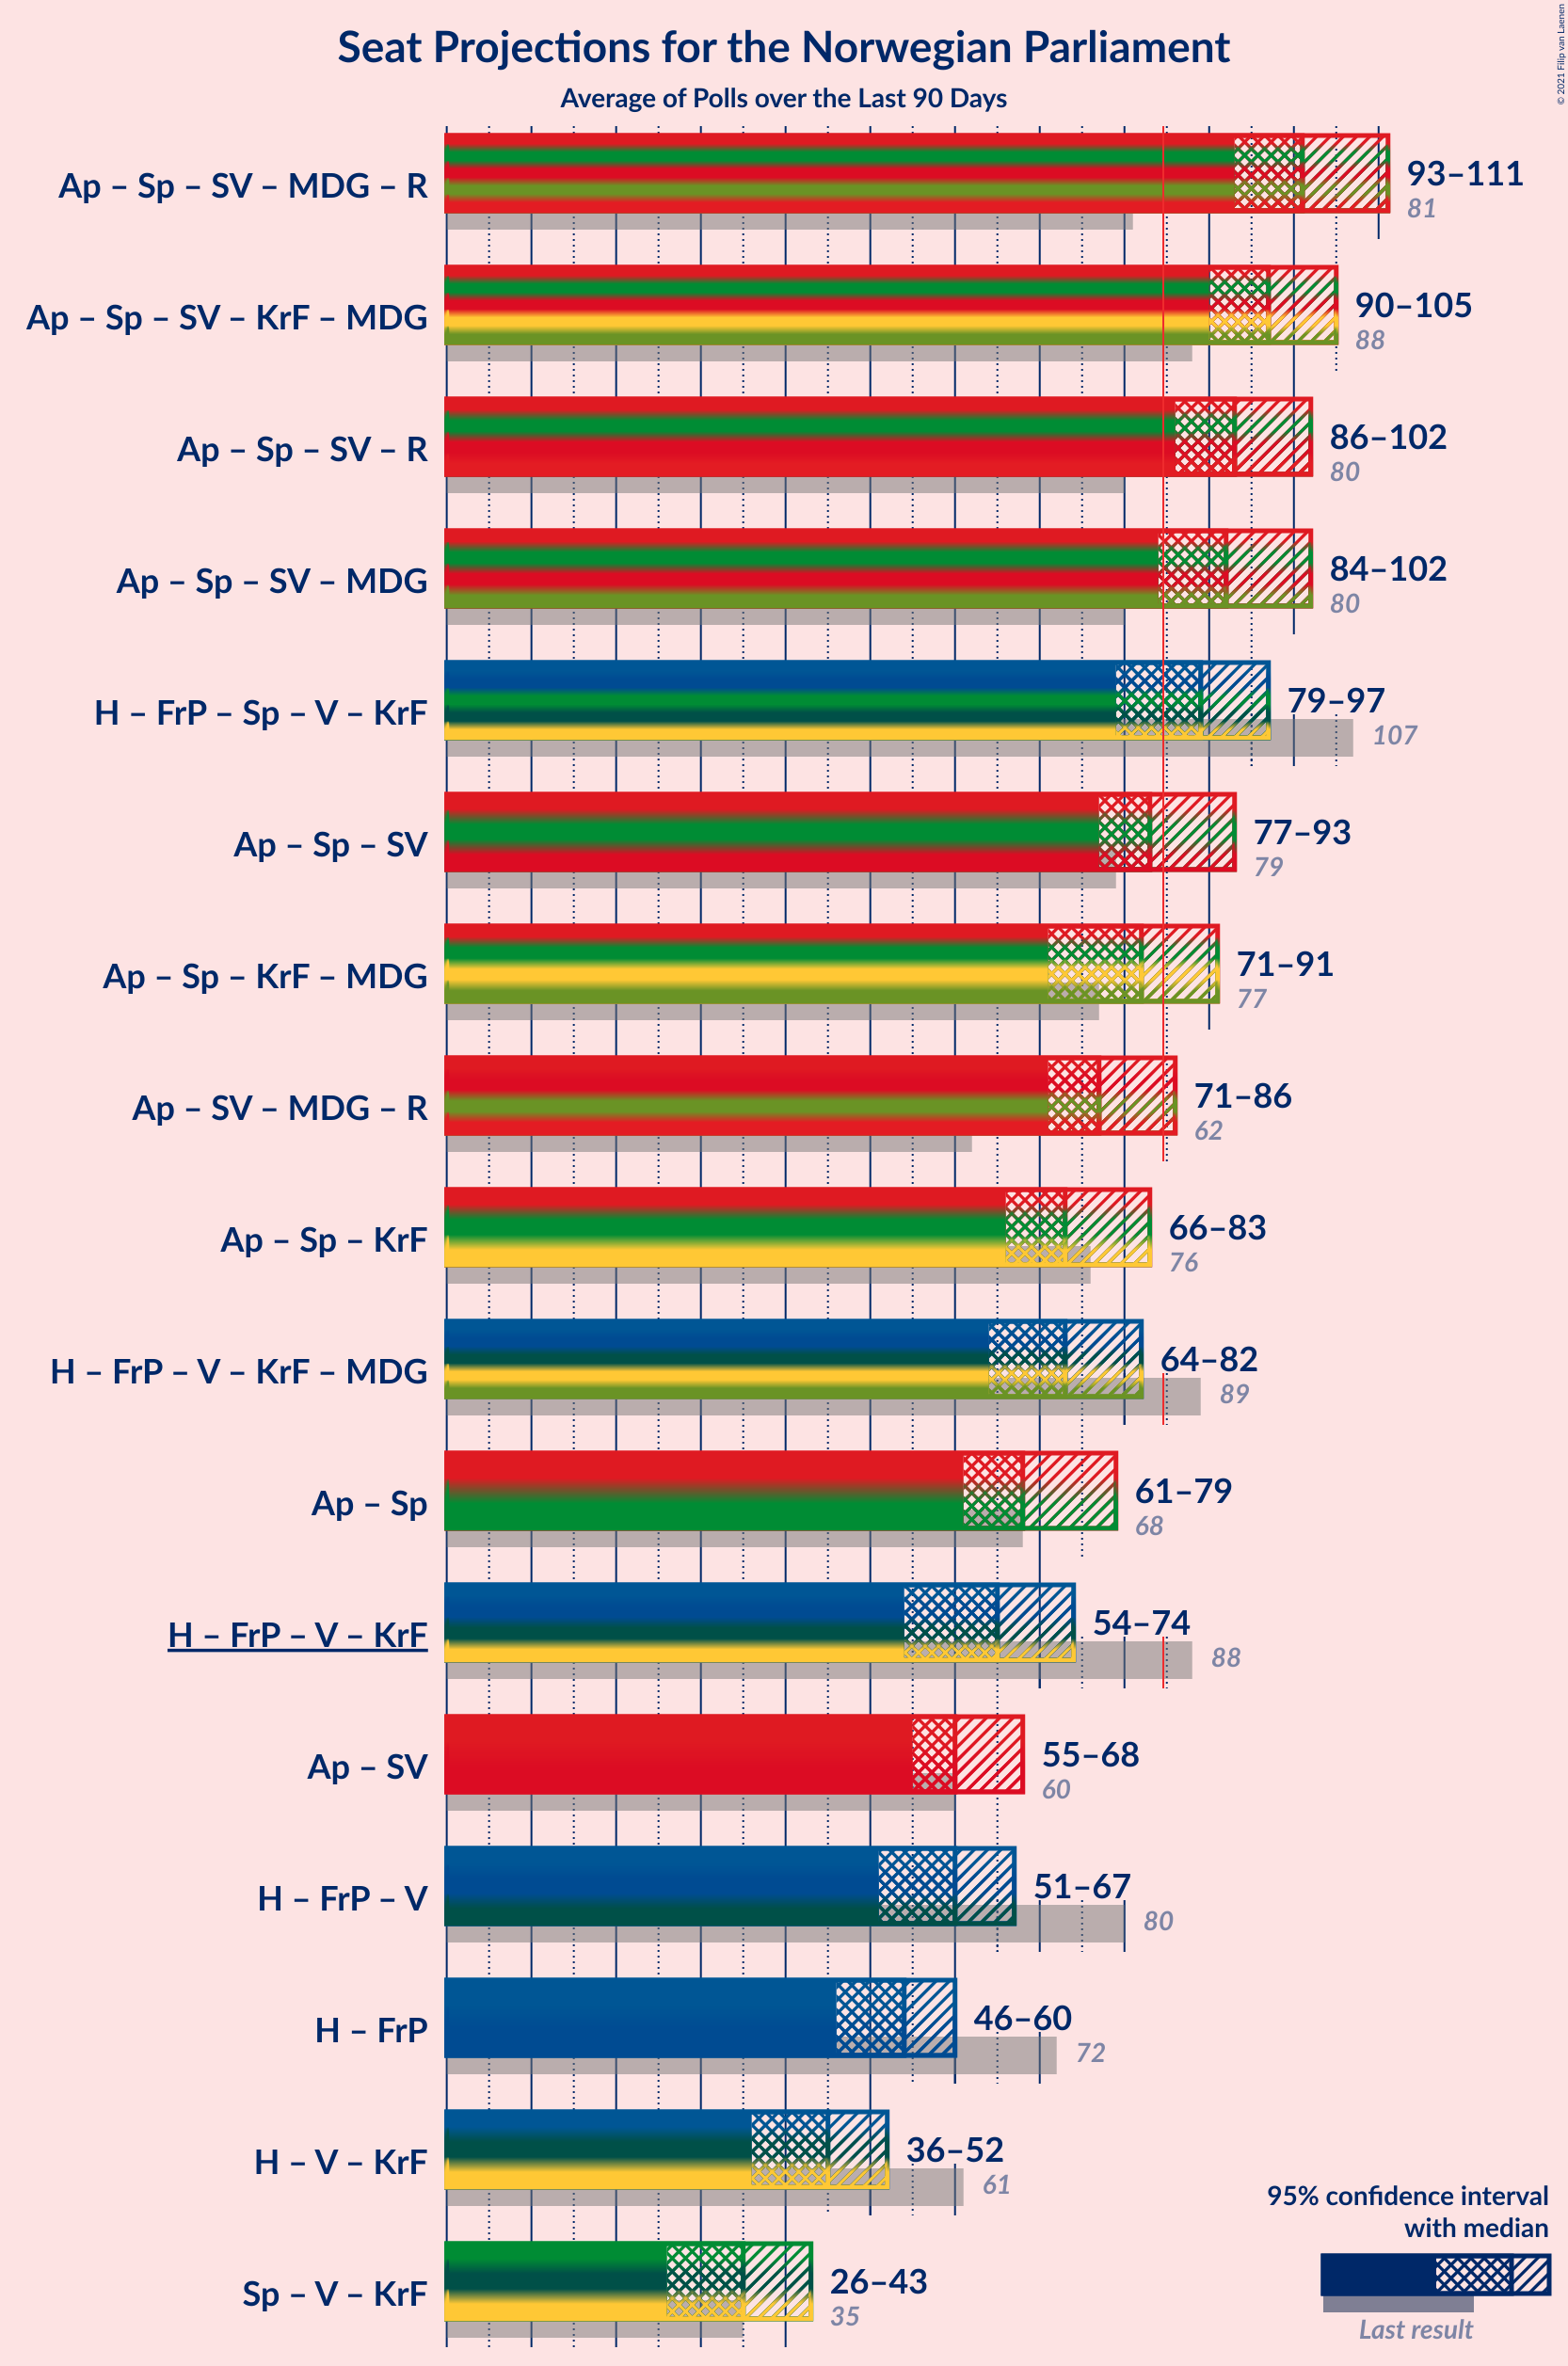 Seat Projections for the Norwegian Parliament
Average of Polls over the Last 90 Days
© 2021 Filip van Laenen
Ap – Sp – SV – MDG – R
93–111
81
Ap – Sp – SV – KrF – MDG
90–105
88
Ap – Sp – SV – R
86–102
80
Ap – Sp – SV – MDG
84–102
80
H – FrP – Sp – V – KrF
79–97
107
Ap – Sp – SV
77–93
79
Ap – Sp – KrF – MDG
71–91
77
Ap – SV – MDG – R
71–86
62
Ap – Sp – KrF
66–83
76
H – FrP – V – KrF – MDG
64–82
89
Ap – Sp
61–79
68
H – FrP – V – KrF
54–74
88
Ap – SV
55–68
60
H – FrP – V
51–67
80
H – FrP
46–60
72
H – V – KrF
36–52
61
Sp – V – KrF
26–43
35
95% confidence interval
with median
Last result